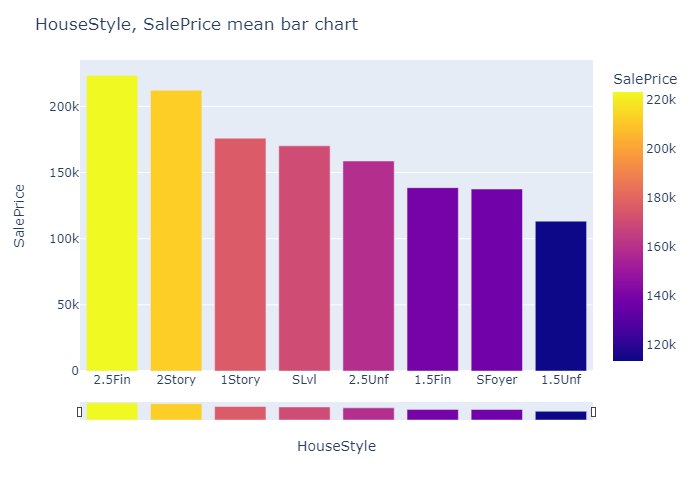 HouseStyle, SalePrice mean bar chart
SalePrice
200k
150k
100k
50k
0
2.5Fin 2Story 1Story SLvl 2.5Unf 1.5Fin SFoyer 1.5Unf
HouseStyle
SalePrice
220k
200k
180k
160k
140k
120k